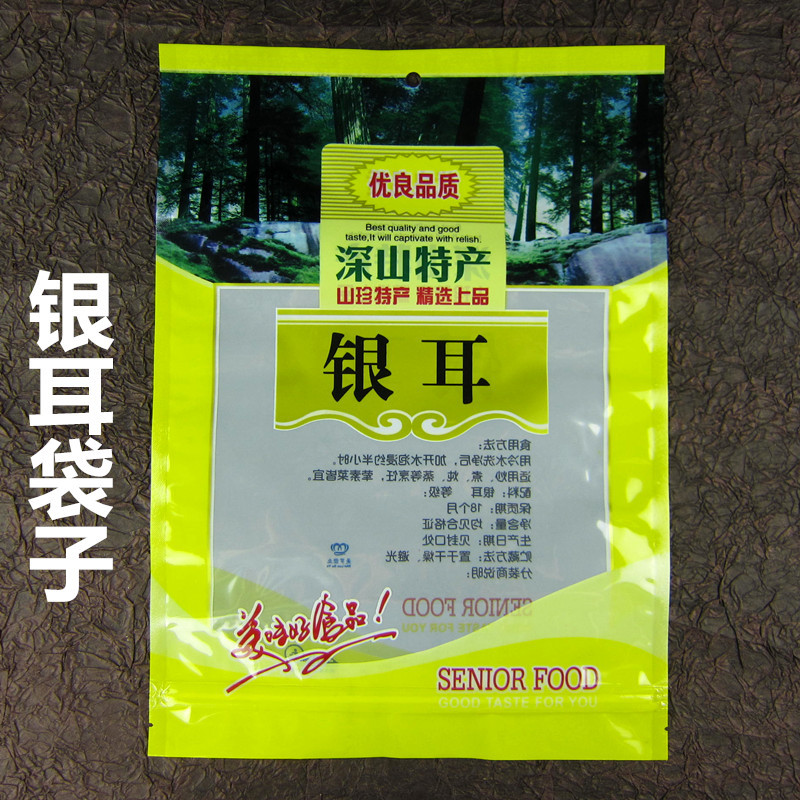 银耳袋子
优良品质
Best quality and good
taste,It will captivate with relish.
深山特产
山珍特产 精选上品
银耳
食用方法:
用冷水洗净后，加开水泡浸约半小时。
适用炒、煮、炖、蒸等烹饪，荤素菜皆宜。
配料: 银耳 等级:
保质期: 18个月
净含量: 均见合格证
生产日期: 见封口处
贮藏方法: 置于干燥、避光
分装商说明:
SENIOR FOOD
TASTE FOR YOU
美味好食品!
SENIOR FOOD
GOOD TASTE FOR YOU